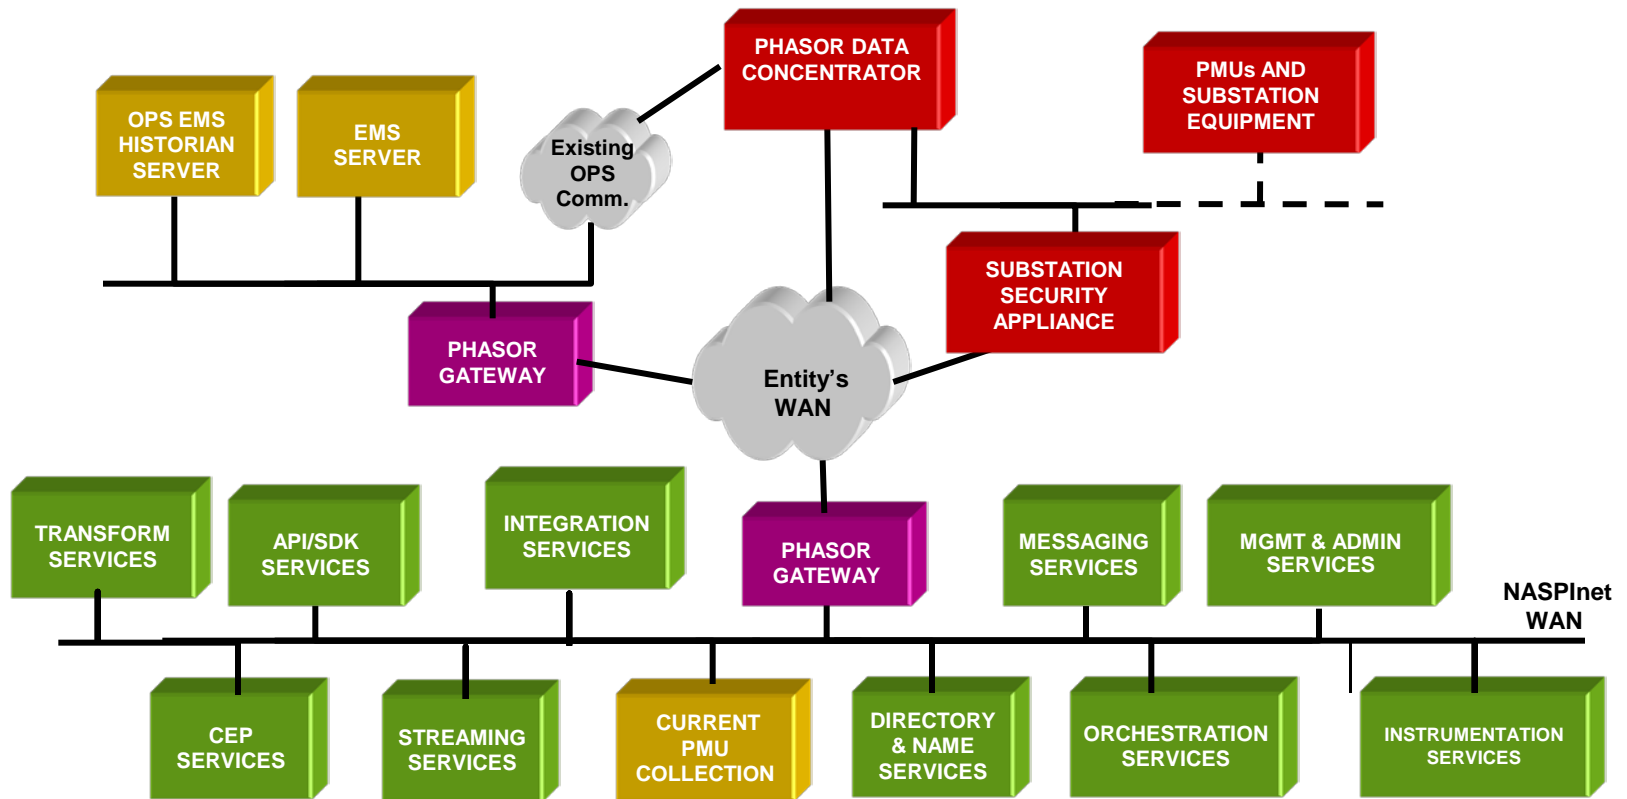 PHASOR DATA
CONCENTRATOR
PMUs AND
SUBSTATION
EQUIPMENT
OPS EMS
HISTORIAN
SERVER
EMS
SERVER
Existing
OPS
Comm.
SUBSTATION
SECURITY
APPLIANCE
PHASOR
GATEWAY
Entity’s
WAN
TRANSFORM
SERVICES
API/SDK
SERVICES
INTEGRATION
SERVICES
PHASOR
GATEWAY
MESSAGING
SERVICES
MGMT & ADMIN
SERVICES
NASPInet
WAN
CEP
SERVICES
STREAMING
SERVICES
CURRENT
PMU
COLLECTION
DIRECTORY
& NAME
SERVICES
ORCHESTRATION
SERVICES
INSTRUMENTATION
SERVICES